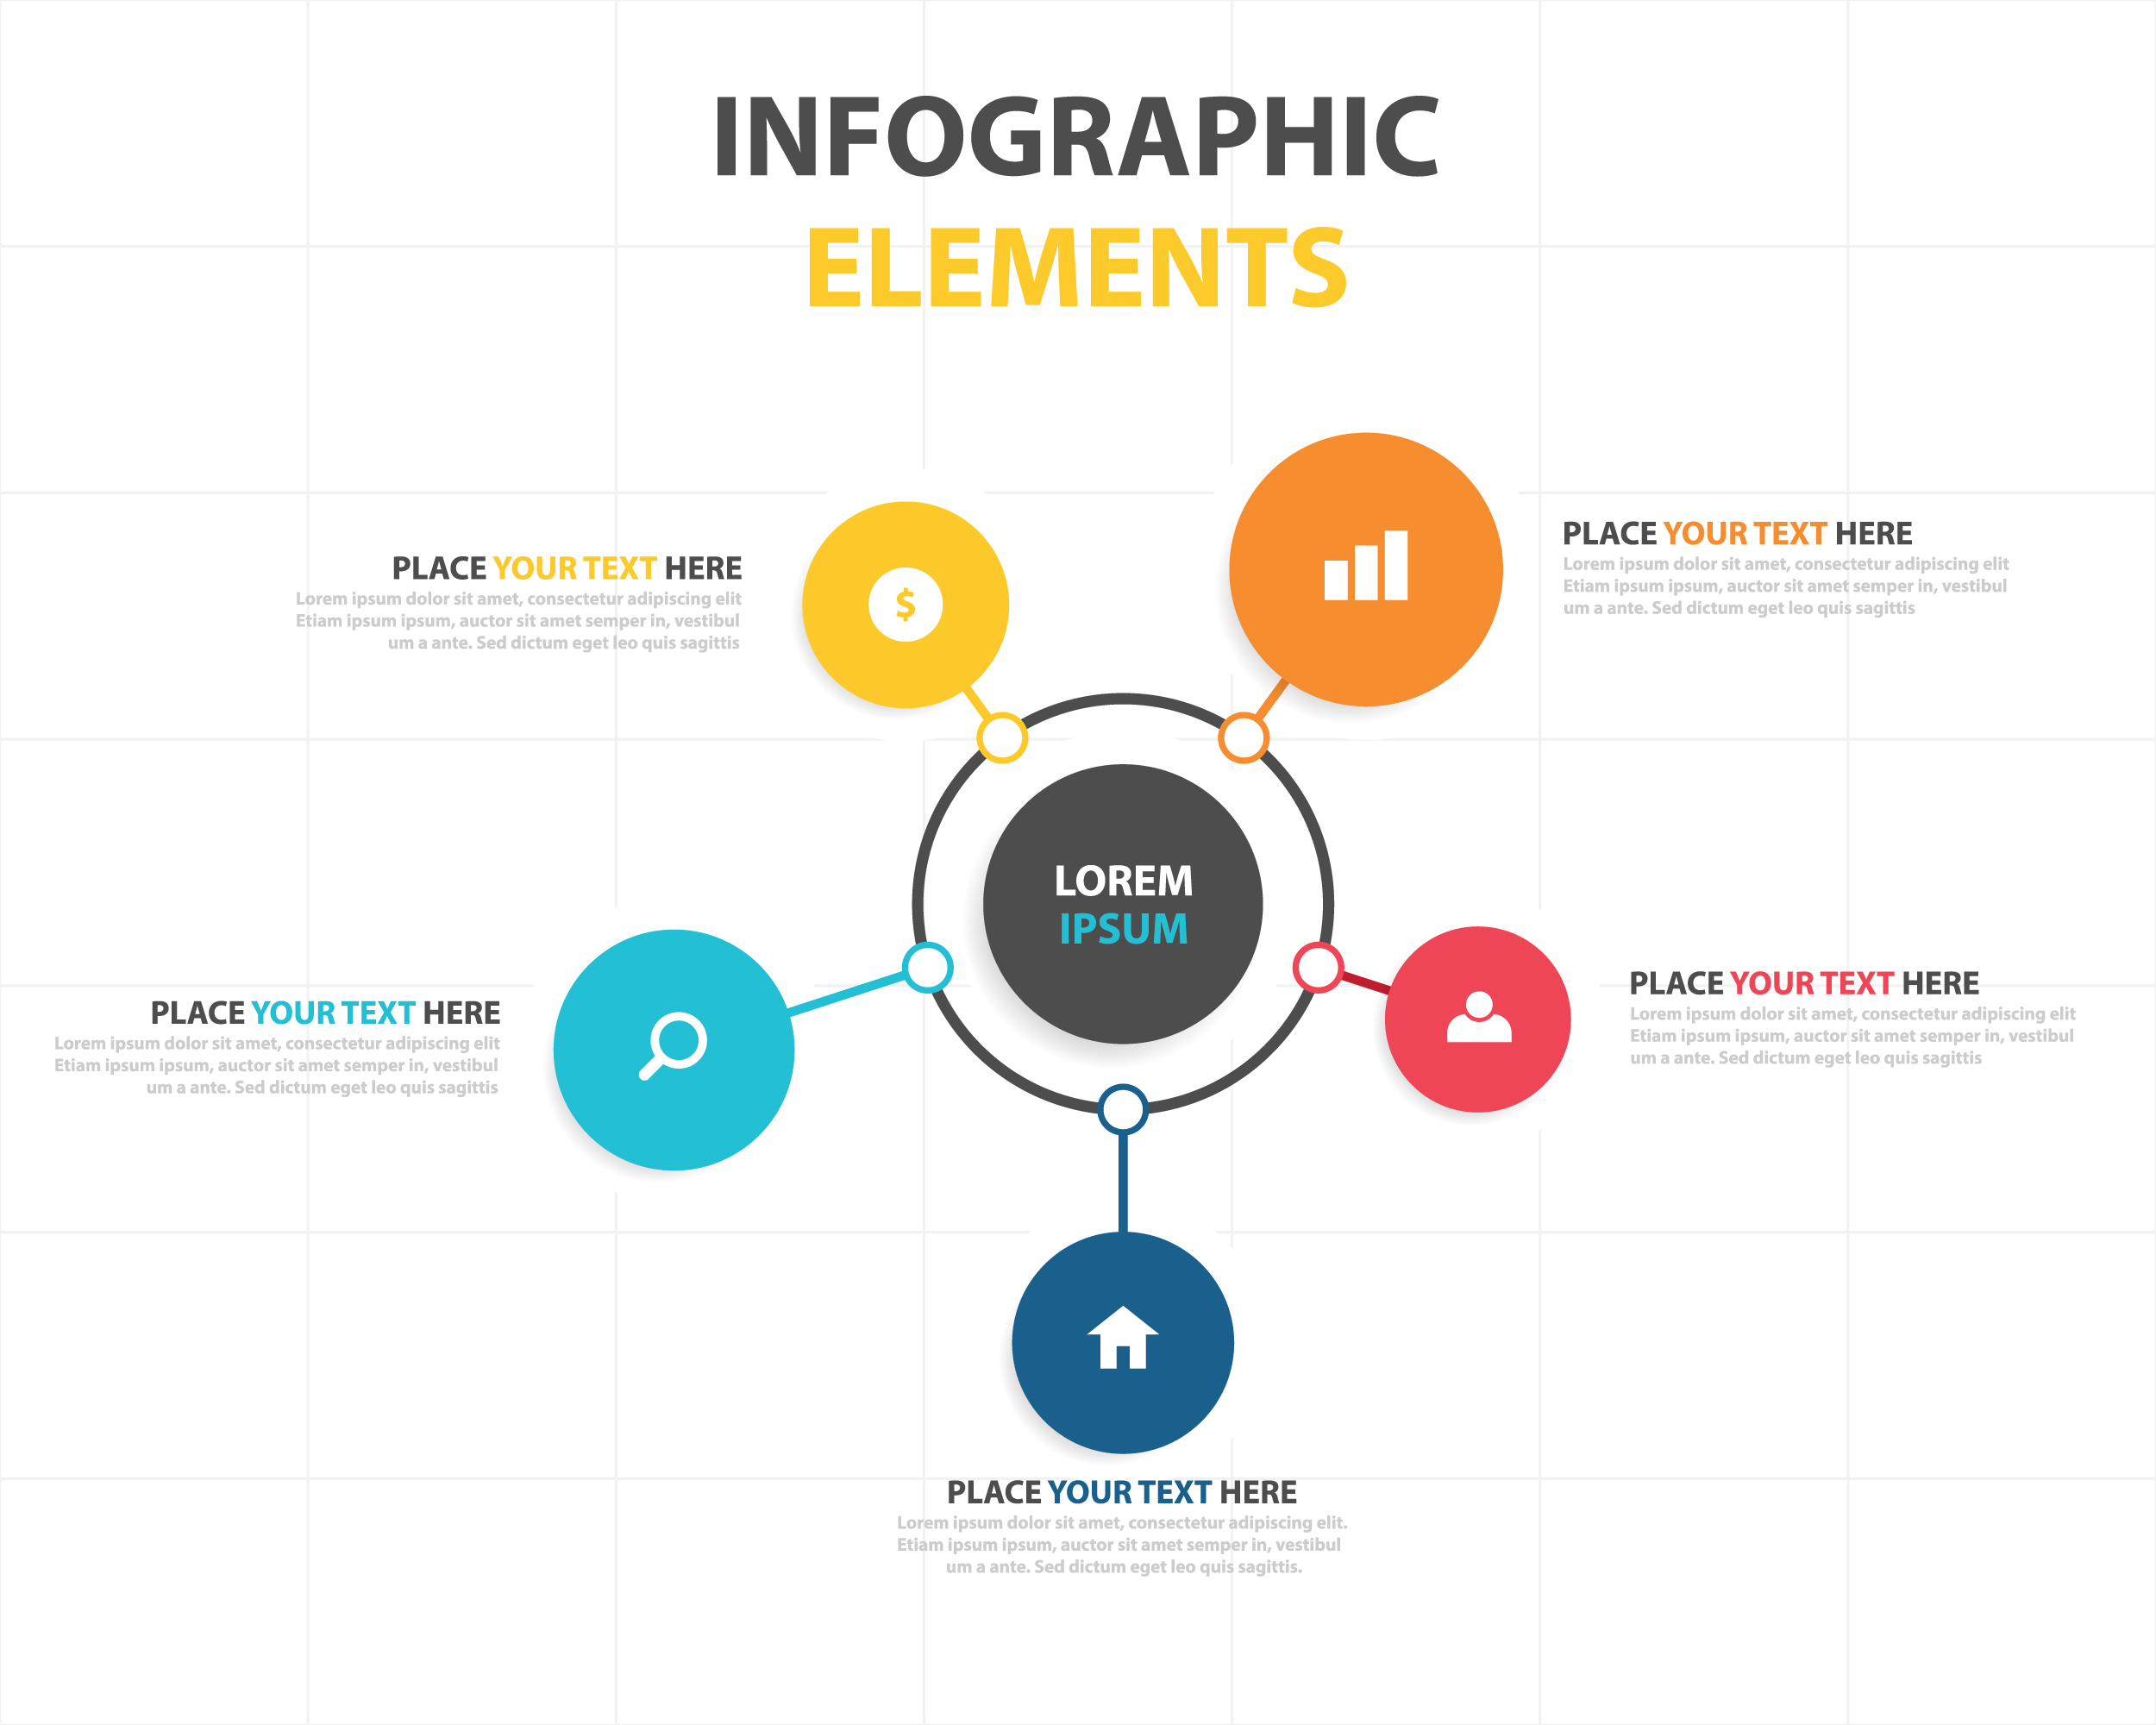 INFOGRAPHIC
ELEMENTS
PLACE YOUR TEXT HERE
Lorem ipsum dolor sit amet, consectetur adipiscing elit
Etiam ipsum ipsum, auctor sit amet semper in, vestibul
um a ante. Sed dictum eget leo quis sagittis
$
PLACE YOUR TEXT HERE
Lorem ipsum dolor sit amet, consectetur adipiscing elit
Etiam ipsum ipsum, auctor sit amet semper in, vestibul
um a ante. Sed dictum eget leo quis sagittis
LOREM
IPSUM
PLACE YOUR TEXT HERE
Lorem ipsum dolor sit amet, consectetur adipiscing elit
Etiam ipsum ipsum, auctor sit amet semper in, vestibul
um a ante. Sed dictum eget leo quis sagittis
PLACE YOUR TEXT HERE
Lorem ipsum dolor sit amet, consectetur adipiscing elit
Etiam ipsum ipsum, auctor sit amet semper in, vestibul
um a ante. Sed dictum eget leo quis sagittis
PLACE YOUR TEXT HERE
Lorem ipsum dolor sit amet, consectetur adipiscing elit.
Etiam ipsum ipsum, auctor sit amet semper in, vestibul
um a ante. Sed dictum eget leo quis sagittis.